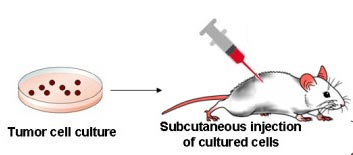 Tumor cell culture
Subcutaneous injection
of cultured cells